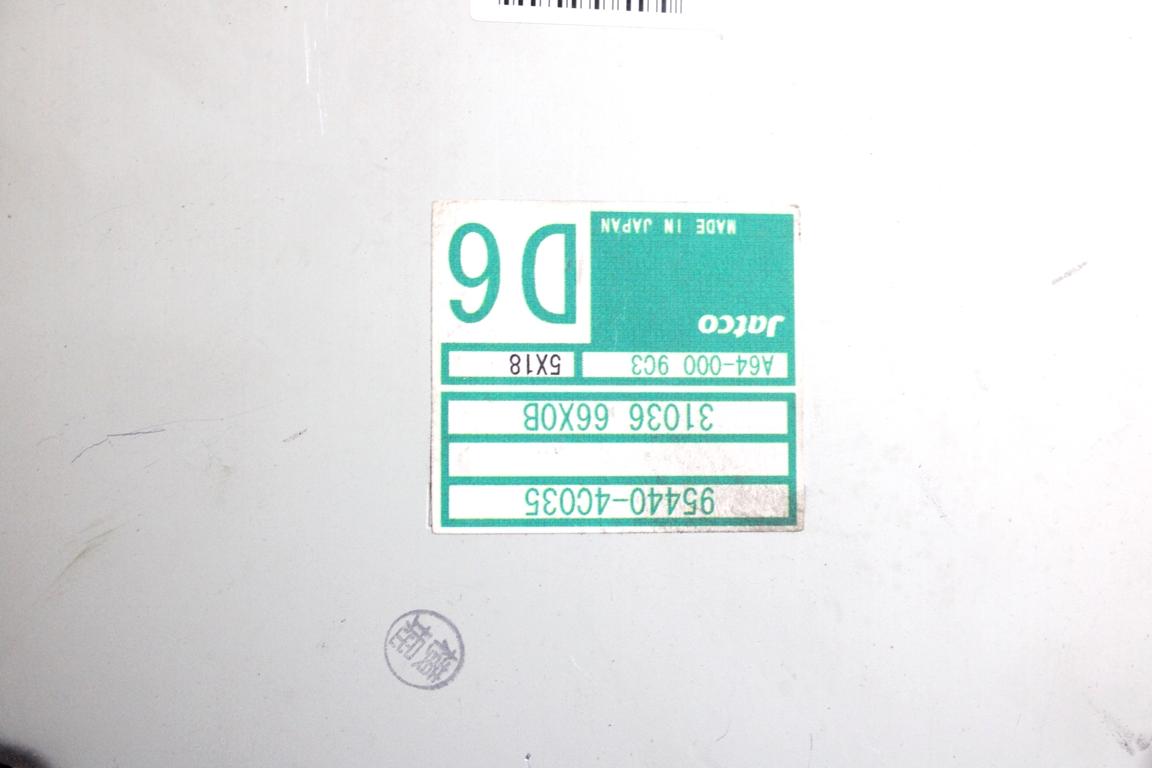 95440-4C035
31036 66X0B
A64-000 9C3 5X18
Jatco
D6
MADE IN JAPAN